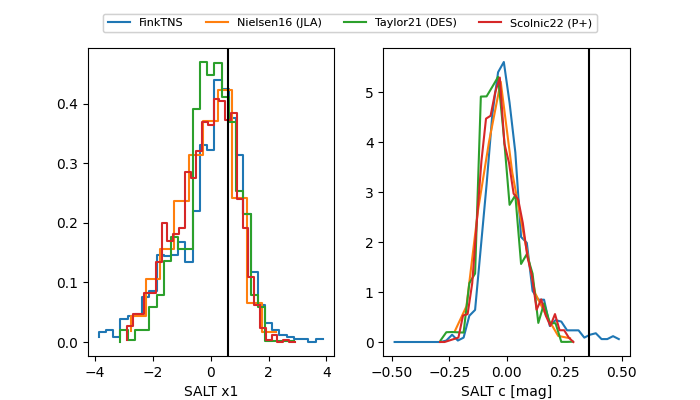 FinkTNS Nielsen16 (JLA) Taylor21 (DES) Scolnic22 (P+)
0.4
0.3
0.2
0.1
0.0
−4 −2 0 2 4
SALT x1
5
4
3
2
1
0
−0.50 −0.25 0.00 0.25 0.50
SALT c [mag]